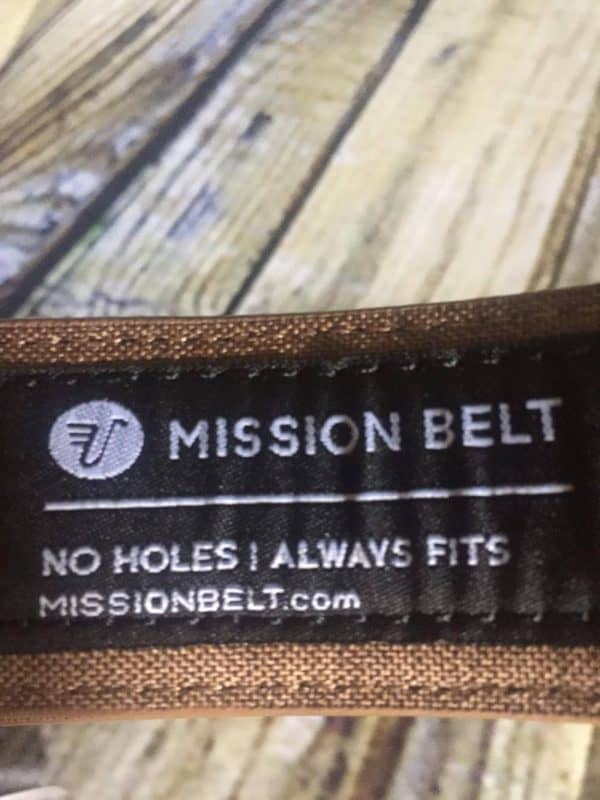 MISSION BELT
NO HOLES | ALWAYS FITS
MISSIONBELT.com